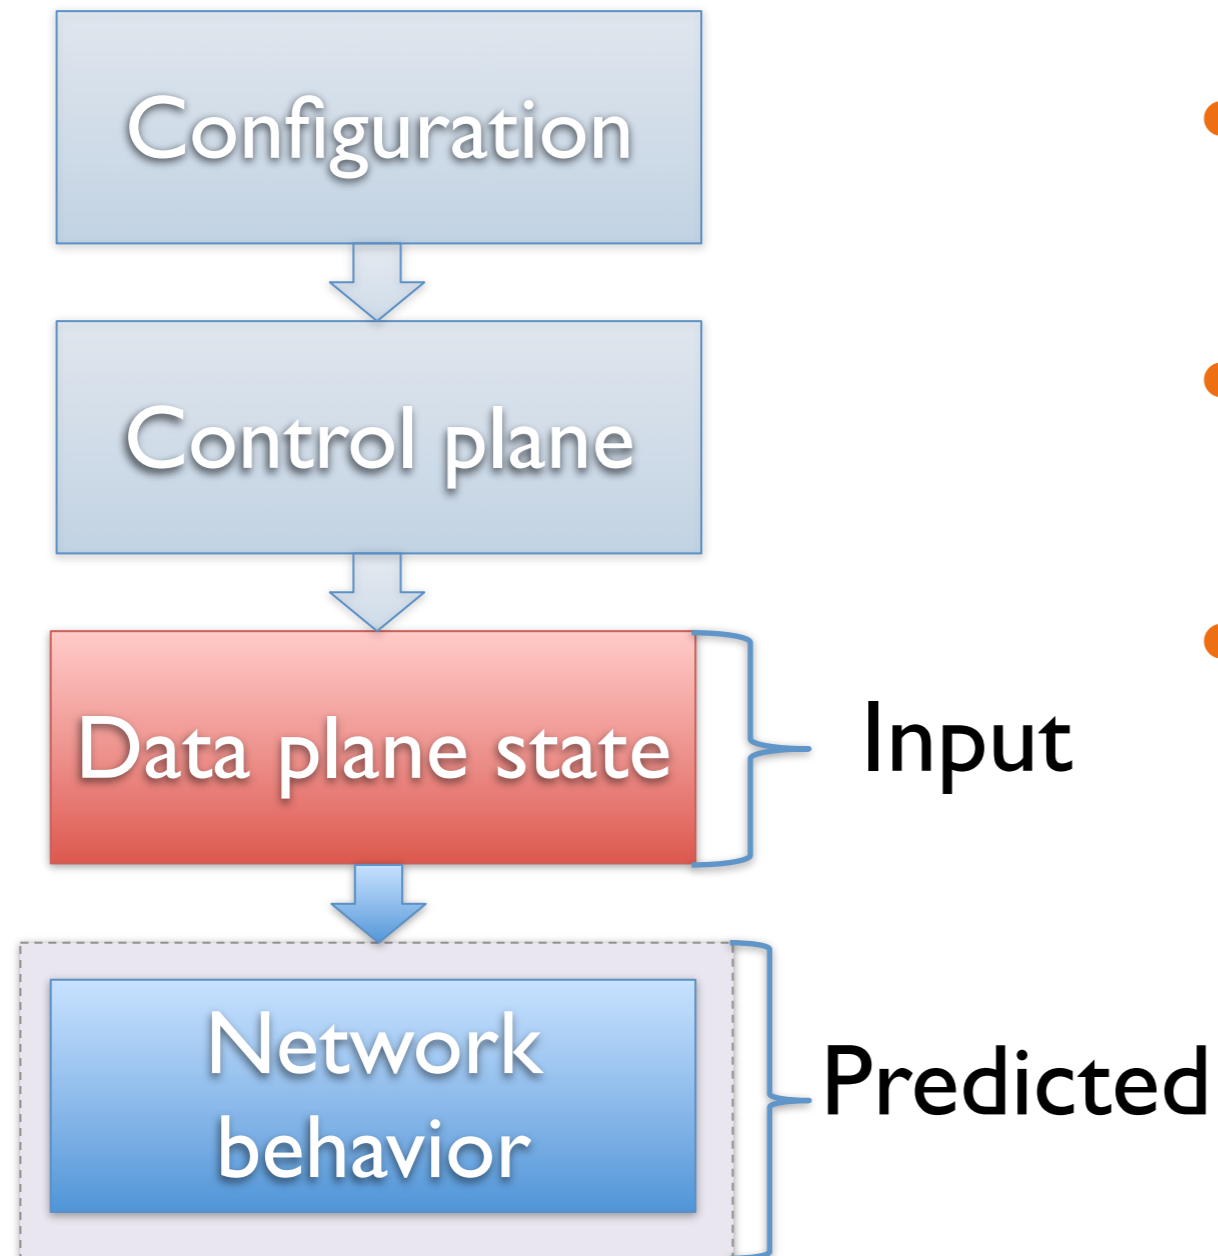 Configuration
Control plane
Data plane state
Input
Network
behavior
Predicted